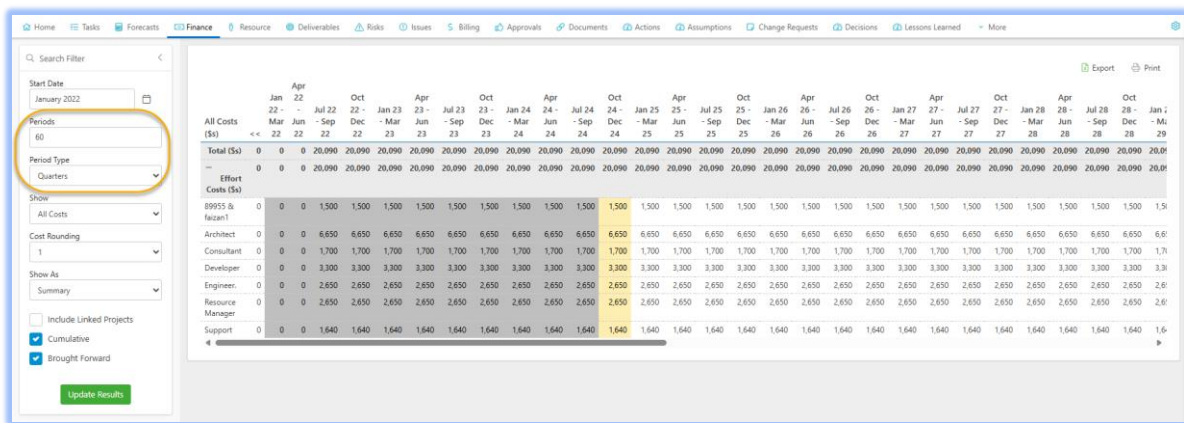 Home Tasks Forecasts Finance Resource Deliverables Risks Issues Billing Approvals Documents Actions Assumptions Change Requests Decisions Lessons Learned More
Search Filter
Start Date
January 2022
Periods
60
Period Type
Quarters
Show
All Costs
Cost Rounding
1
Show As
Summary
Include Linked Projects
Cumulative
Brought Forward
Update Results
Export Print
All Costs ($s) << Jan 22 - Mar 22 Apr 22 - Jun 22 Jul 22 - Sep 22 Oct 22 - Dec 22 Jan 23 - Mar 23 Apr 23 - Jun 23 Jul 23 - Sep 23 Oct 23 - Dec 23 Jan 24 - Mar 24 Apr 24 - Jun 24 Jul 24 - Sep 24 Oct 24 - Dec 24 Jan 25 - Mar 25 Apr 25 - Jun 25 Jul 25 - Sep 25 Oct 25 - Dec 25 Jan 26 - Mar 26 Apr 26 - Jun 26 Jul 26 - Sep 26 Oct 26 - Dec 26 Jan 27 - Mar 27 Apr 27 - Jun 27 Jul 27 - Sep 27 Oct 27 - Dec 27 Jan 28 - Mar 28 Apr 28 - Jun 28 Jul 28 - Sep 28 Oct 28 - Dec 28
Total ($s) 0 0 0 20,090 20,090 20,090 20,090 20,090 20,090 20,090 20,090 20,090 20,090 20,090 20,090 20,090 20,090 20,090 20,090 20,090 20,090 20,090 20,090 20,090 20,090 20,090 20,090 20,090 20,090
Effort Costs ($s) 0 0 0 20,090 20,090 20,090 20,090 20,090 20,090 20,090 20,090 20,090 20,090 20,090 20,090 20,090 20,090 20,090 20,090 20,090 20,090 20,090 20,090 20,090 20,090 20,090 20,090 20,090 20,090
89955 & faizan1 0 0 0 1,500 1,500 1,500 1,500 1,500 1,500 1,500 1,500 1,500 1,500 1,500 1,500 1,500 1,500 1,500 1,500 1,500 1,500 1,500 1,500 1,500 1,500 1,500 1,500 1,500 1,500
Architect 0 0 0 6,650 6,650 6,650 6,650 6,650 6,650 6,650 6,650 6,650 6,650 6,650 6,650 6,650 6,650 6,650 6,650 6,650 6,650 6,650 6,650 6,650 6,650 6,650 6,650 6,650 6,650
Consultant 0 0 0 1,700 1,700 1,700 1,700 1,700 1,700 1,700 1,700 1,700 1,700 1,700 1,700 1,700 1,700 1,700 1,700 1,700 1,700 1,700 1,700 1,700 1,700 1,700 1,700 1,700 1,700
Developer 0 0 0 3,300 3,300 3,300 3,300 3,300 3,300 3,300 3,300 3,300 3,300 3,300 3,300 3,300 3,300 3,300 3,300 3,300 3,300 3,300 3,300 3,300 3,300 3,300 3,300 3,300 3,300
Engineer. 0 0 0 2,650 2,650 2,650 2,650 2,650 2,650 2,650 2,650 2,650 2,650 2,650 2,650 2,650 2,650 2,650 2,650 2,650 2,650 2,650 2,650 2,650 2,650 2,650 2,650 2,650 2,650
Resource Manager 0 0 0 2,650 2,650 2,650 2,650 2,650 2,650 2,650 2,650 2,650 2,650 2,650 2,650 2,650 2,650 2,650 2,650 2,650 2,650 2,650 2,650 2,650 2,650 2,650 2,650 2,650 2,650
Support 0 0 0 1,640 1,640 1,640 1,640 1,640 1,640 1,640 1,640 1,640 1,640 1,640 1,640 1,640 1,640 1,640 1,640 1,640 1,640 1,640 1,640 1,640 1,640 1,640 1,640 1,640 1,640